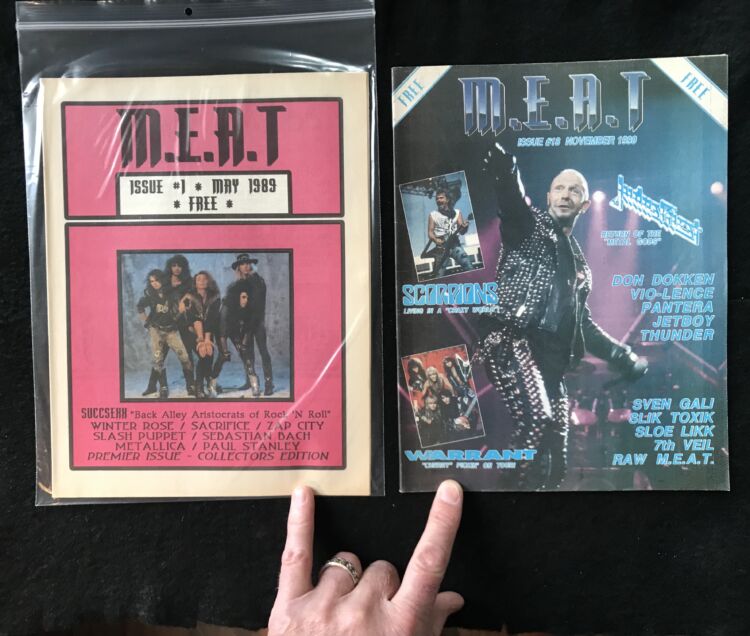 M.E.A.T
ISSUE #1 * MAY 1989
* FREE *
SUCCSEXX "Back Alley Aristocrats of Rock 'N Roll"
WINTER ROSE / SACRIFICE / ZAP CITY
SLASH PUPPET / SEBASTIAN BACH
METALLICA / PAUL STANLEY
PREMIER ISSUE - COLLECTORS EDITION
FREE
M.E.A.T
FREE
ISSUE #18 NOVEMBER 1990
Judas Priest
RETURN OF THE
"METAL GODS"
SCORPIONS
LIVING IN A "CRAZY WORLD"
DON DOKKEN
VIO-LENCE
PANTERA
JETBOY
THUNDER
WARRANT
"CHERRY" PICKIN' ON TOUR!
SVEN GALI
SLIK TOXIK
SLOE LIKK
7th VEIL
RAW M.E.A.T.